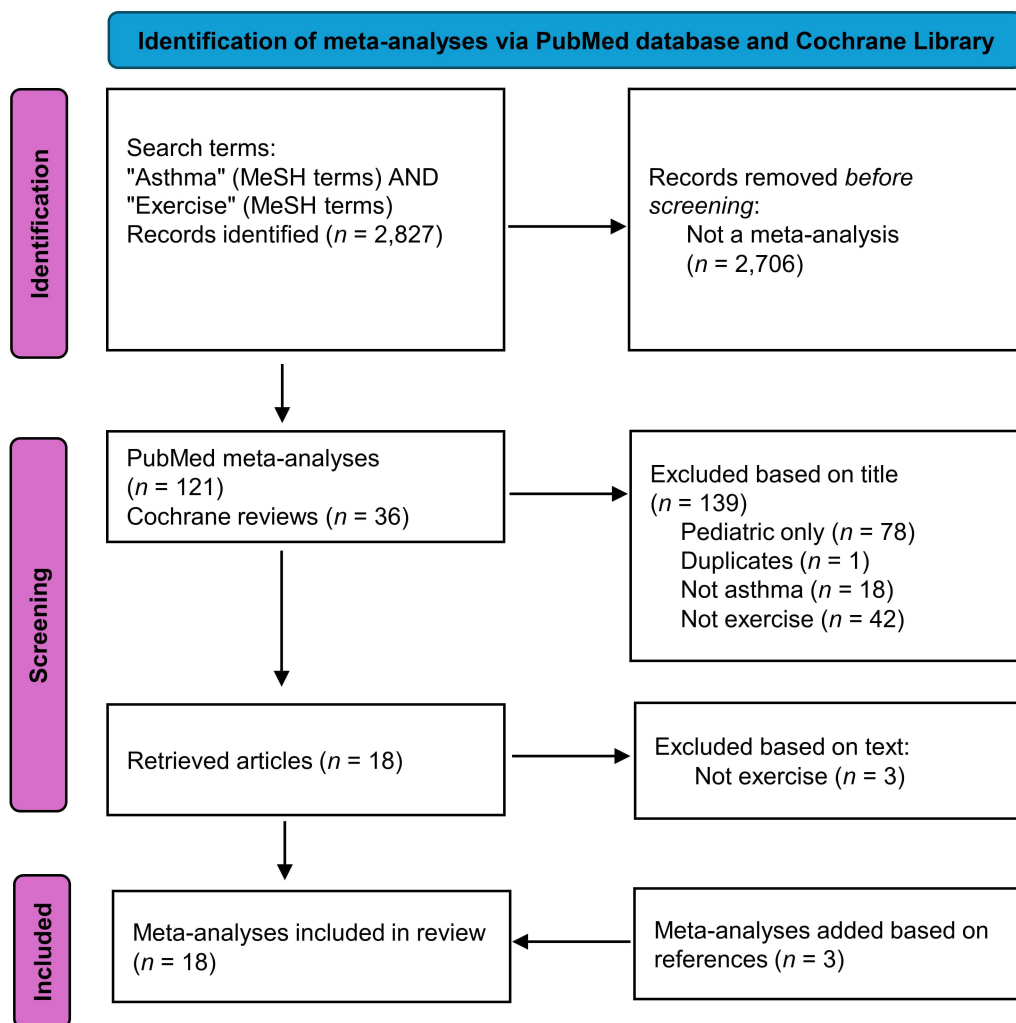 Identification of meta-analyses via PubMed database and Cochrane Library
Identification
Search terms:
"Asthma" (MeSH terms) AND
"Exercise" (MeSH terms)
Records identified (n = 2,827)
Records removed before
screening:
Not a meta-analysis
(n = 2,706)
Screening
PubMed meta-analyses
(n = 121)
Cochrane reviews (n = 36)
Excluded based on title
(n = 139)
Pediatric only (n = 78)
Duplicates (n = 1)
Not asthma (n = 18)
Not exercise (n = 42)
Retrieved articles (n = 18)
Excluded based on text:
Not exercise (n = 3)
Included
Meta-analyses included in review
(n = 18)
Meta-analyses added based on
references (n = 3)